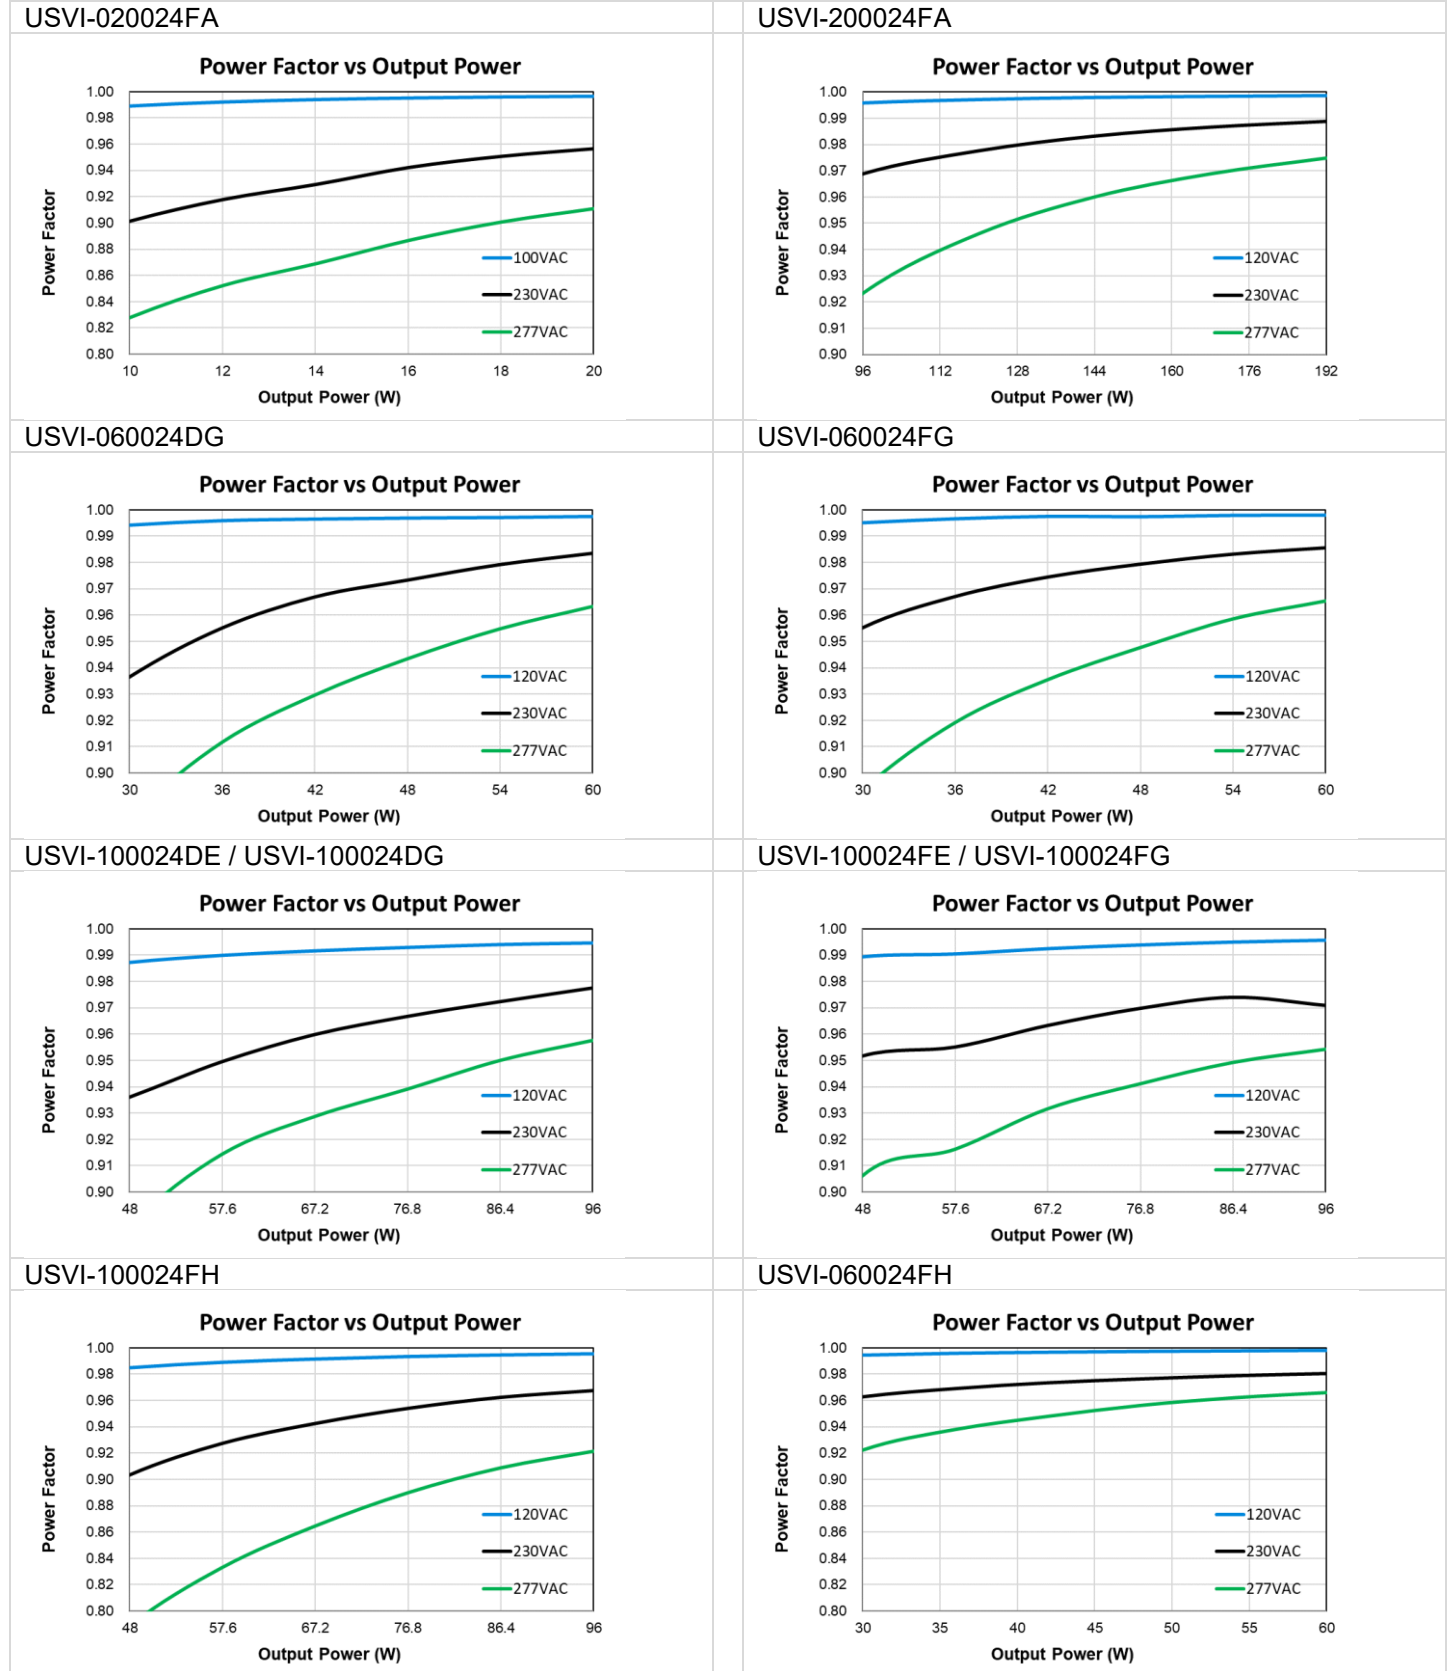 USVI-020024FA
Power Factor vs Output Power
1.00
0.98
0.96
0.94
0.92
0.90
0.88
0.86
0.84
0.82
0.80
Power Factor
100VAC
230VAC
277VAC
10 12 14 16 18 20
Output Power (W)
USVI-200024FA
Power Factor vs Output Power
1.00
0.99
0.98
0.97
0.96
0.95
0.94
0.93
0.92
0.91
0.90
Power Factor
120VAC
230VAC
277VAC
96 112 128 144 160 176 192
Output Power (W)
USVI-060024DG
Power Factor vs Output Power
1.00
0.99
0.98
0.97
0.96
0.95
0.94
0.93
0.92
0.91
0.90
Power Factor
120VAC
230VAC
277VAC
30 36 42 48 54 60
Output Power (W)
USVI-060024FG
Power Factor vs Output Power
1.00
0.99
0.98
0.97
0.96
0.95
0.94
0.93
0.92
0.91
0.90
Power Factor
120VAC
230VAC
277VAC
30 36 42 48 54 60
Output Power (W)
USVI-100024DE / USVI-100024DG
Power Factor vs Output Power
1.00
0.99
0.98
0.97
0.96
0.95
0.94
0.93
0.92
0.91
0.90
Power Factor
120VAC
230VAC
277VAC
48 57.6 67.2 76.8 86.4 96
Output Power (W)
USVI-100024FE / USVI-100024FG
Power Factor vs Output Power
1.00
0.99
0.98
0.97
0.96
0.95
0.94
0.93
0.92
0.91
0.90
Power Factor
120VAC
230VAC
277VAC
48 57.6 67.2 76.8 86.4 96
Output Power (W)
USVI-100024FH
Power Factor vs Output Power
1.00
0.98
0.96
0.94
0.92
0.90
0.88
0.86
0.84
0.82
0.80
Power Factor
120VAC
230VAC
277VAC
48 57.6 67.2 76.8 86.4 96
Output Power (W)
USVI-060024FH
Power Factor vs Output Power
1.00
0.98
0.96
0.94
0.92
0.90
0.88
0.86
0.84
0.82
0.80
Power Factor
120VAC
230VAC
277VAC
30 35 40 45 50 55 60
Output Power (W)